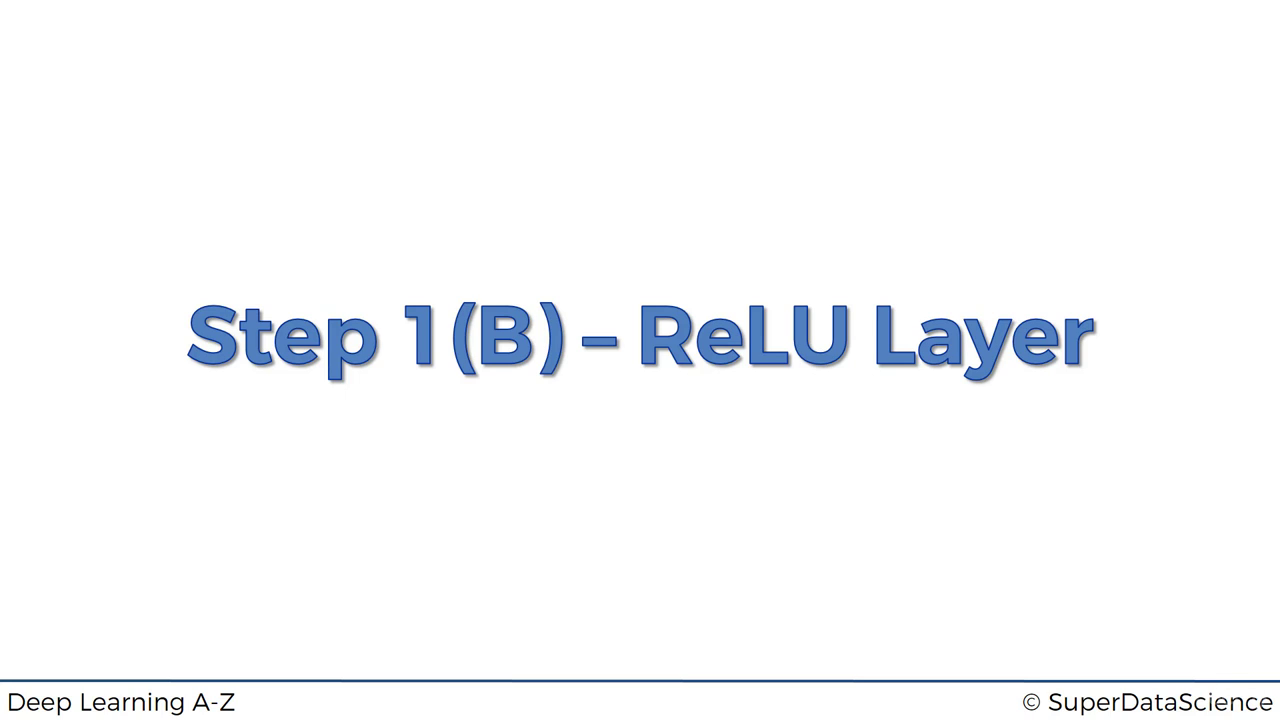 Step 1(B) – ReLU Layer
Deep Learning A-Z
© SuperDataScience